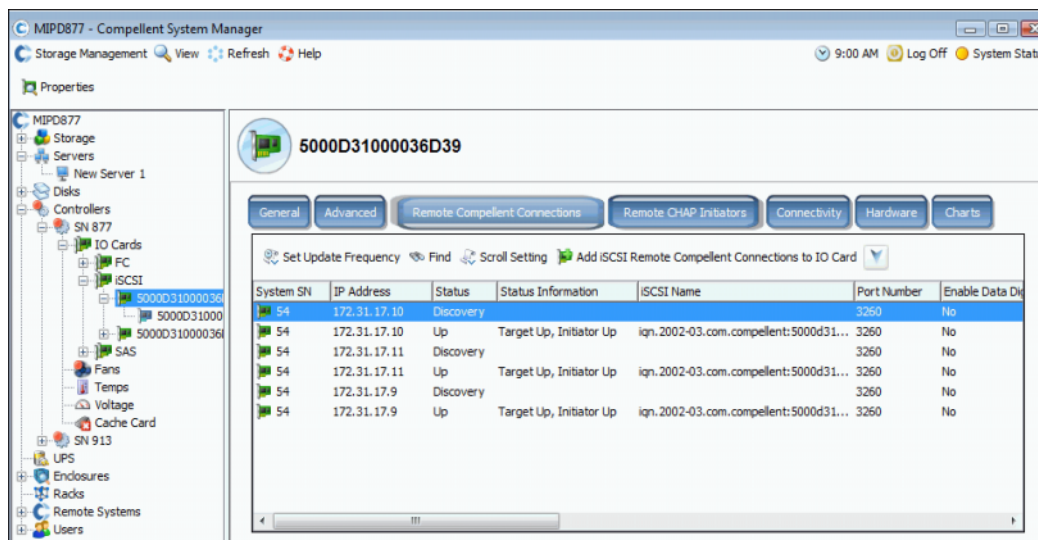 MIPD877 - Compellent System Manager
Storage Management View Refresh Help
9:00 AM Log Off System Stat
Properties
MIPD877
Storage
Servers
New Server 1
Disks
Controllers
SN 877
IO Cards
FC
iSCSI
5000D31000036
5000D31000
5000D31000036
SAS
Fans
Temps
Voltage
Cache Card
SN 913
UPS
Enclosures
Racks
Remote Systems
Users
5000D31000036D39
General Advanced Remote Compellent Connections Remote CHAP Initiators Connectivity Hardware Charts
Set Update Frequency Find Scroll Setting Add iSCSI Remote Compellent Connections to IO Card
System SN IP Address Status Status Information iSCSI Name Port Number Enable Data Dig
54 172.31.17.10 Discovery 3260 No
54 172.31.17.10 Up Target Up, Initiator Up iqn.2002-03.com.compellent:5000d31... 3260 No
54 172.31.17.11 Discovery 3260 No
54 172.31.17.11 Up Target Up, Initiator Up iqn.2002-03.com.compellent:5000d31... 3260 No
54 172.31.17.9 Discovery 3260 No
54 172.31.17.9 Up Target Up, Initiator Up iqn.2002-03.com.compellent:5000d31... 3260 No